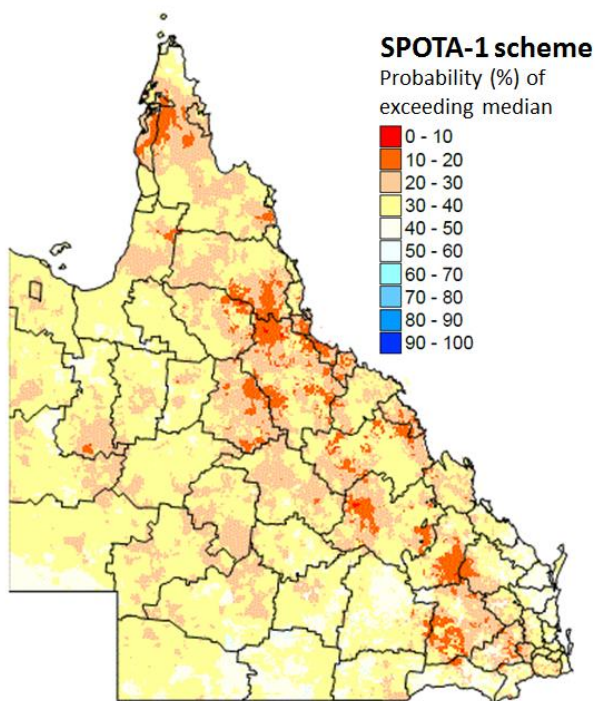 SPOTA-1 scheme
Probability (%) of
exceeding median
0 - 10
10 - 20
20 - 30
30 - 40
40 - 50
50 - 60
60 - 70
70 - 80
80 - 90
90 - 100